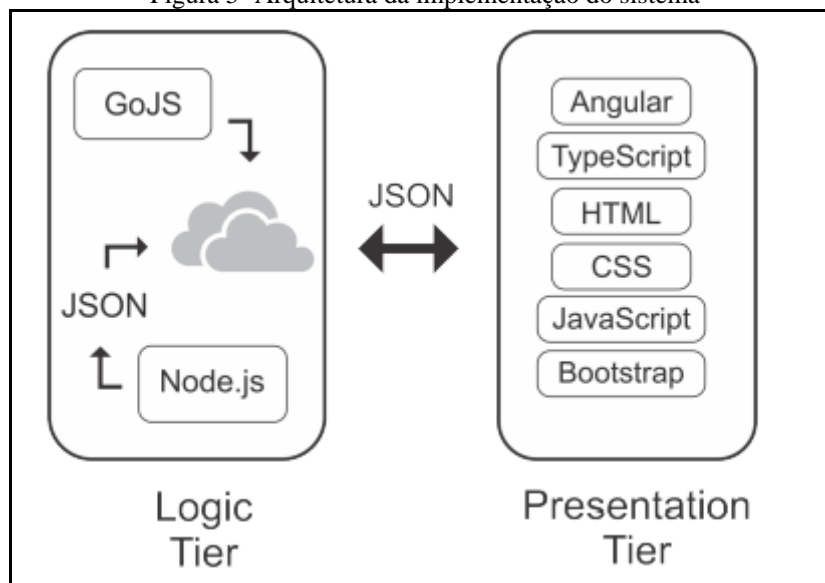 Figura 3- Arquitetura da implementação do sistema
GoJS
JSON
Node.js
Logic
Tier
JSON
Angular
TypeScript
HTML
CSS
JavaScript
Bootstrap
Presentation
Tier